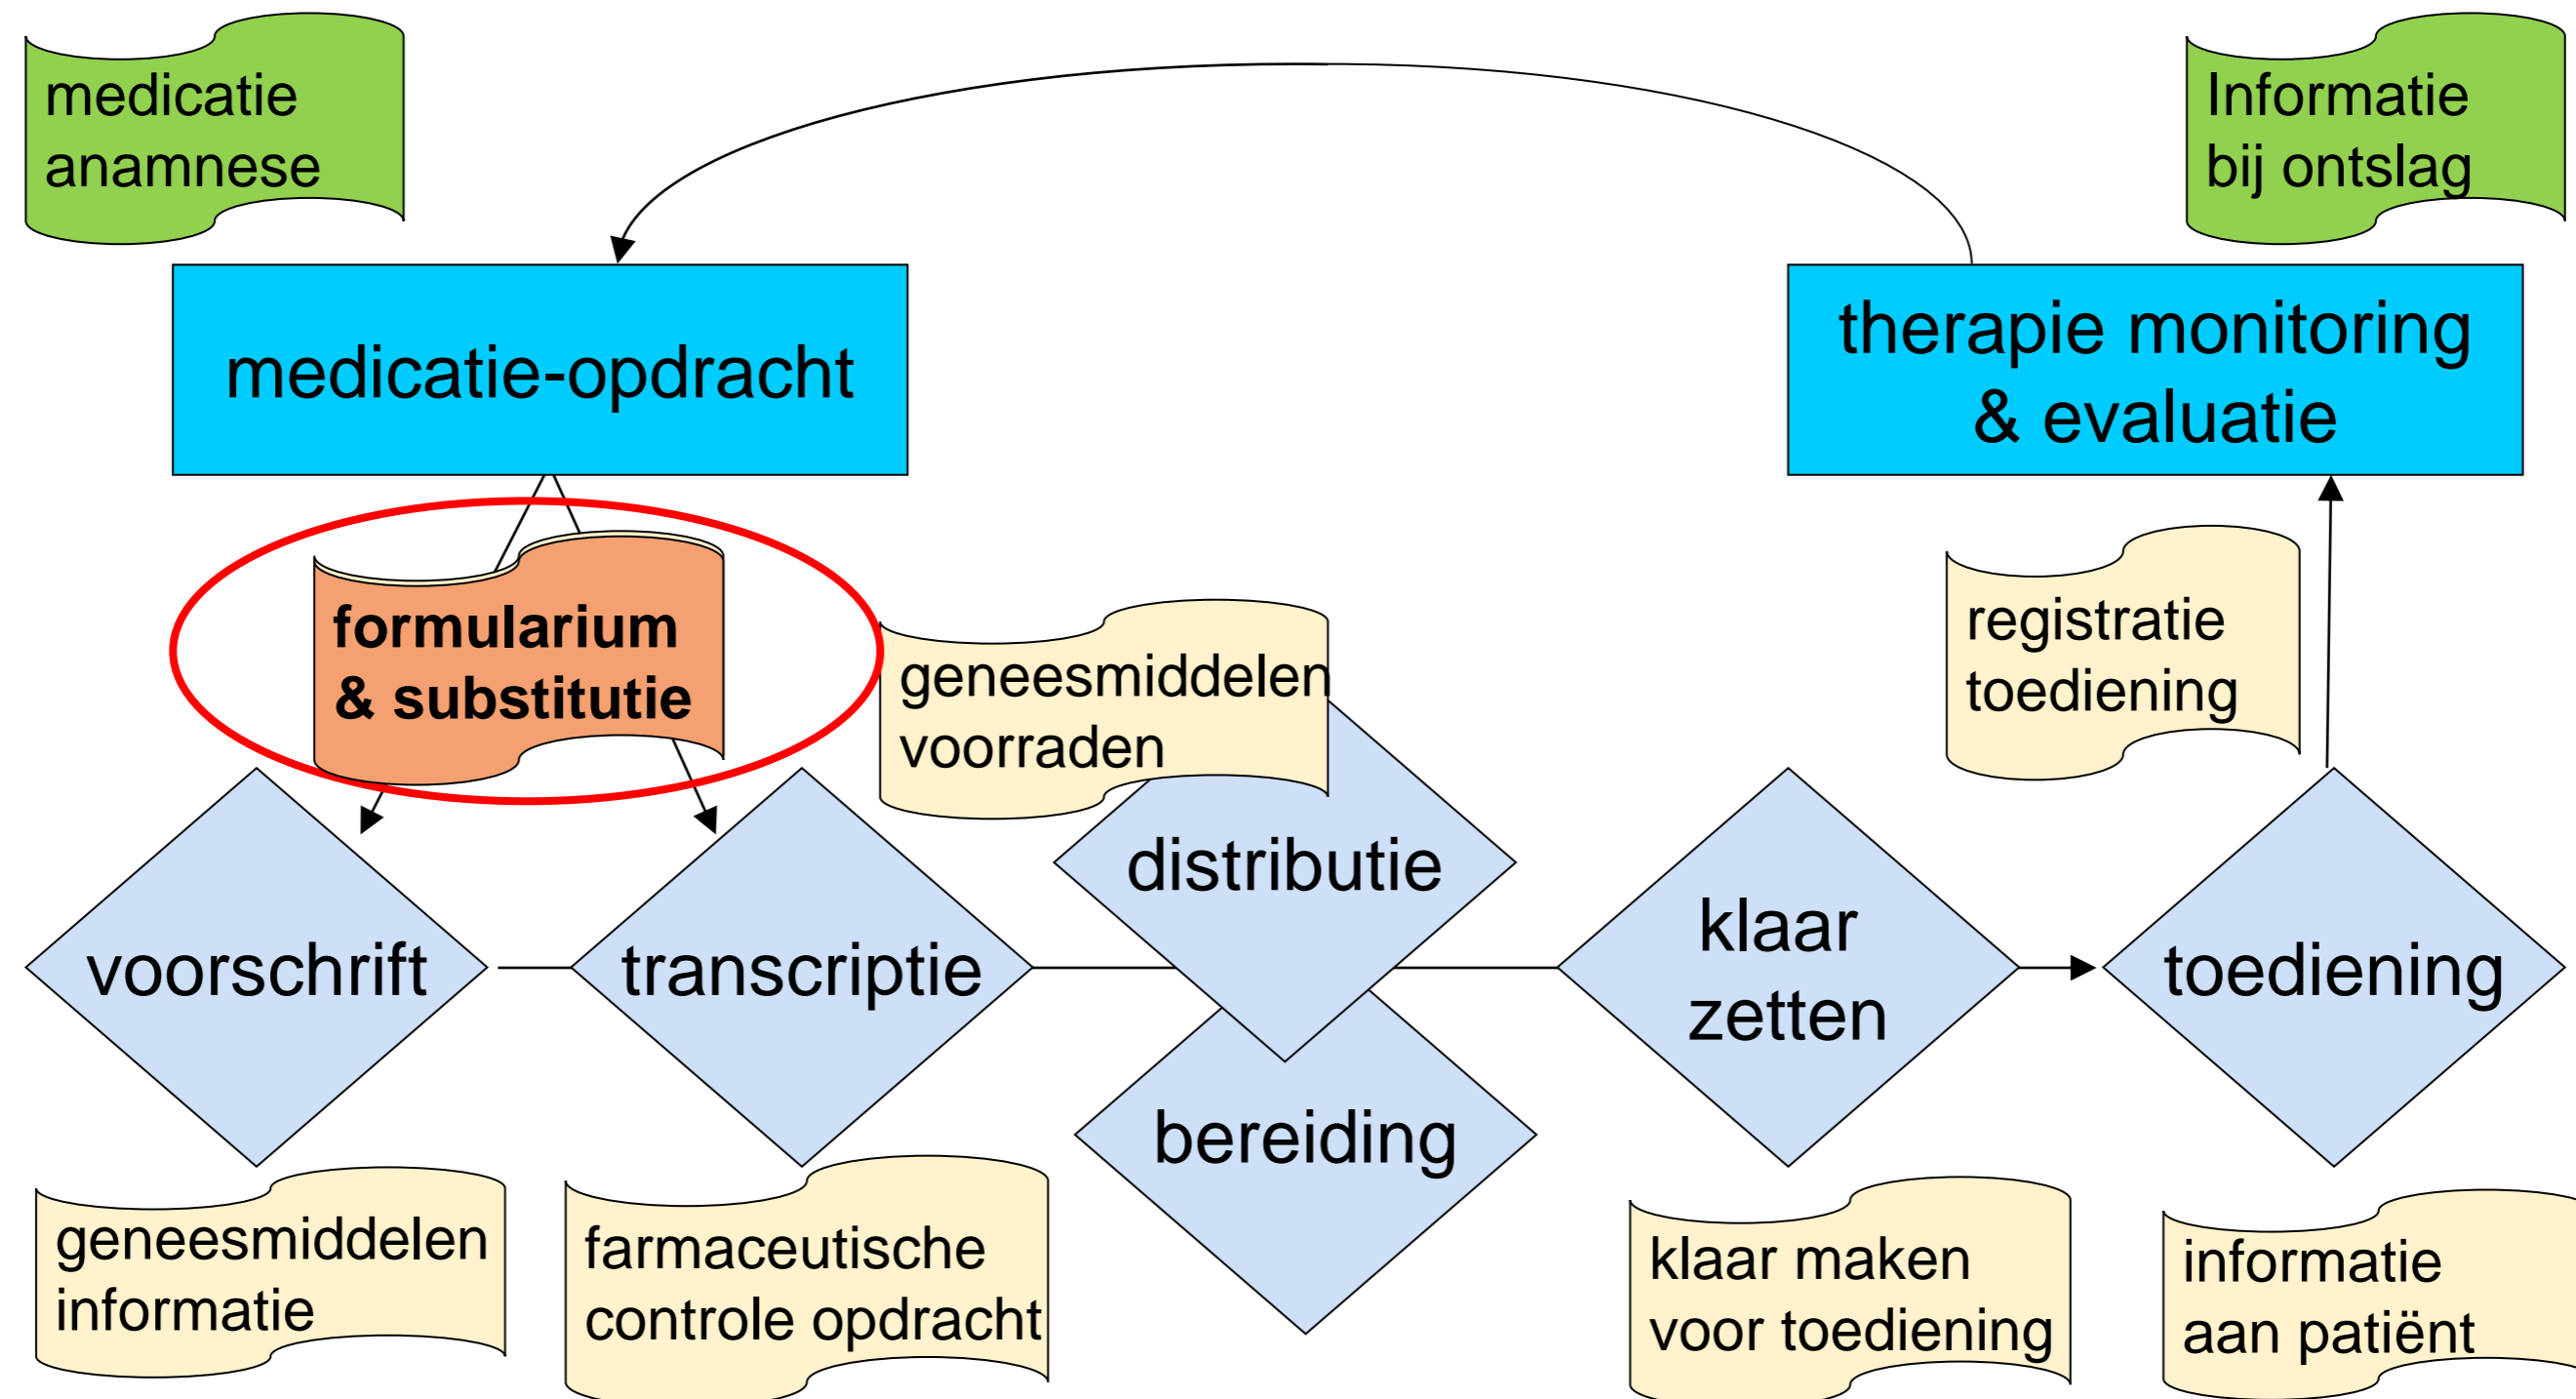 medicatie
anamnese
Informatie
bij ontslag
medicatie-opdracht
therapie monitoring
& evaluatie
formularium
& substitutie
geneesmiddelen
voorraden
registratie
toediening
voorschrift
transcriptie
distributie
bereiding
klaar
zetten
toediening
geneesmiddelen
informatie
farmaceutische
controle opdracht
klaar maken
voor toediening
informatie
aan patiënt